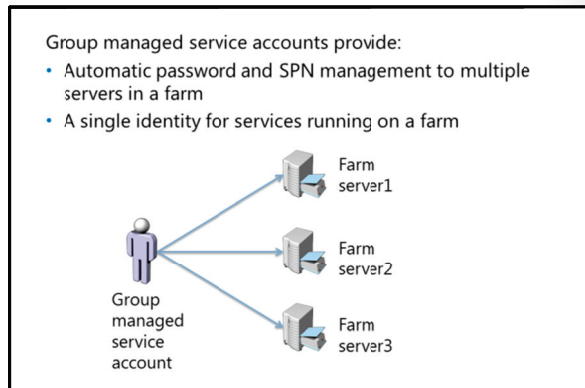 Group managed service accounts provide:
• Automatic password and SPN management to multiple
servers in a farm
• A single identity for services running on a farm
Farm
server1
Farm
server2
Group
managed
service
account
Farm
server3